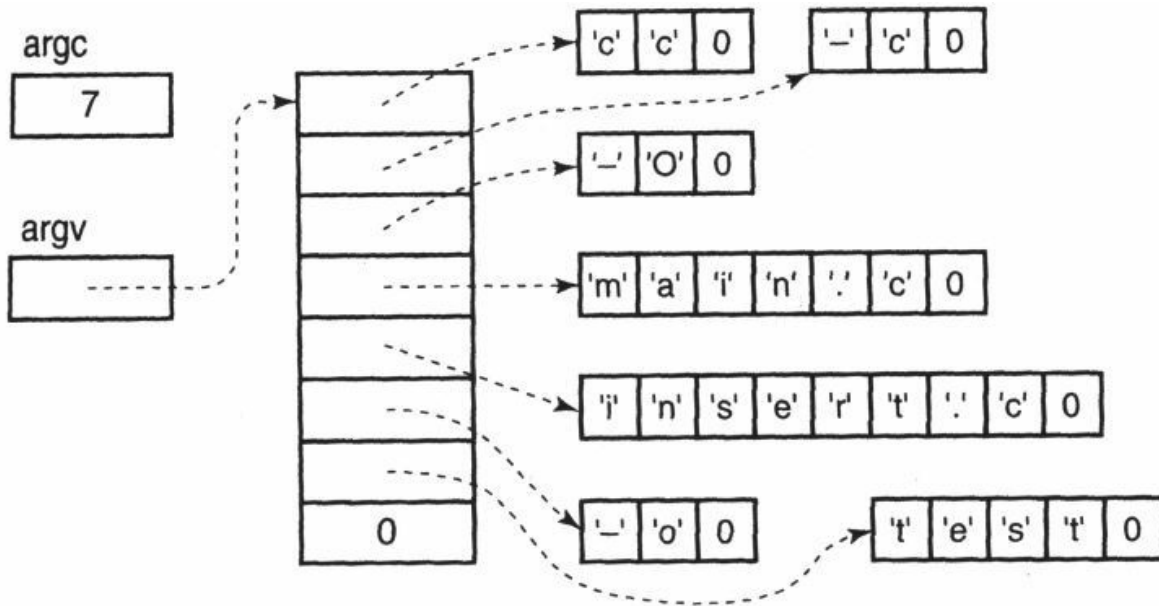 argc
7
argv
0
'c' 'c' 0
'–' 'c' 0
'–' 'O' 0
'm' 'a' 'i' 'n' '.' 'c' 0
'i' 'n' 's' 'e' 'r' 't' '.' 'c' 0
'–' 'o' 0
't' 'e' 's' 't' 0